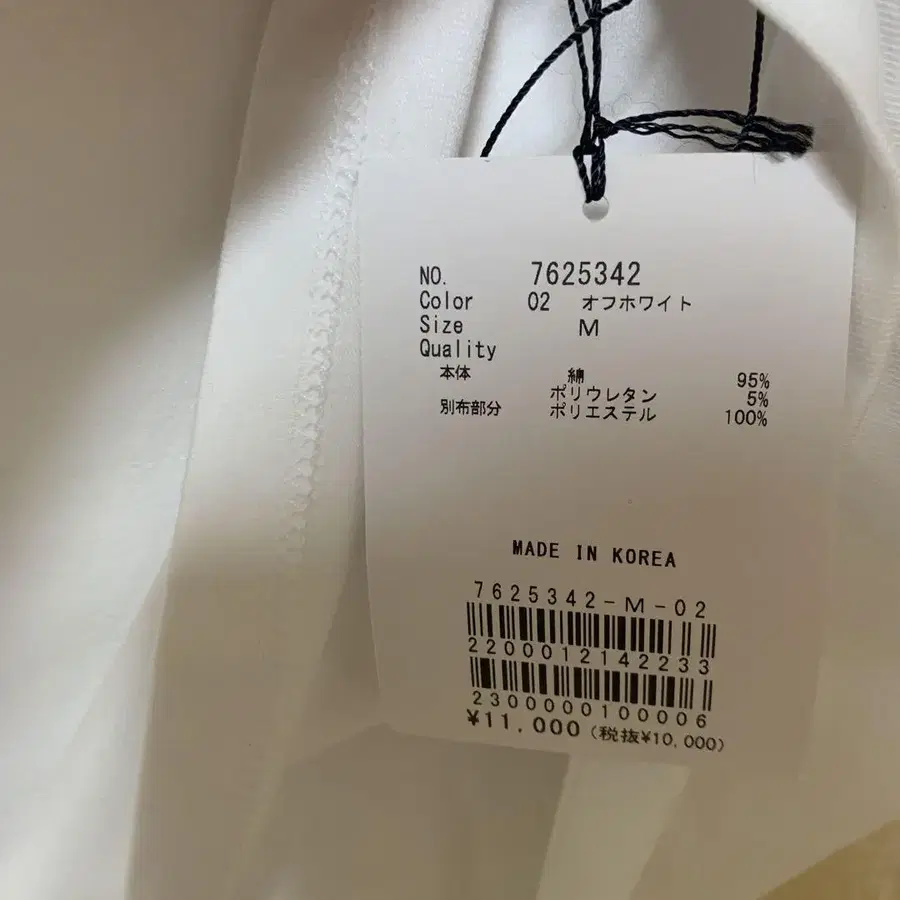 NO. 7625342
Color 02 オフホワイト
Size M
Quality
本体 綿 95%
ポリウレタン 5%
別布部分 ポリエステル 100%
MADE IN KOREA
7625342-M-02
2200012142233
2300000100006
¥11,000 (税抜¥10,000)